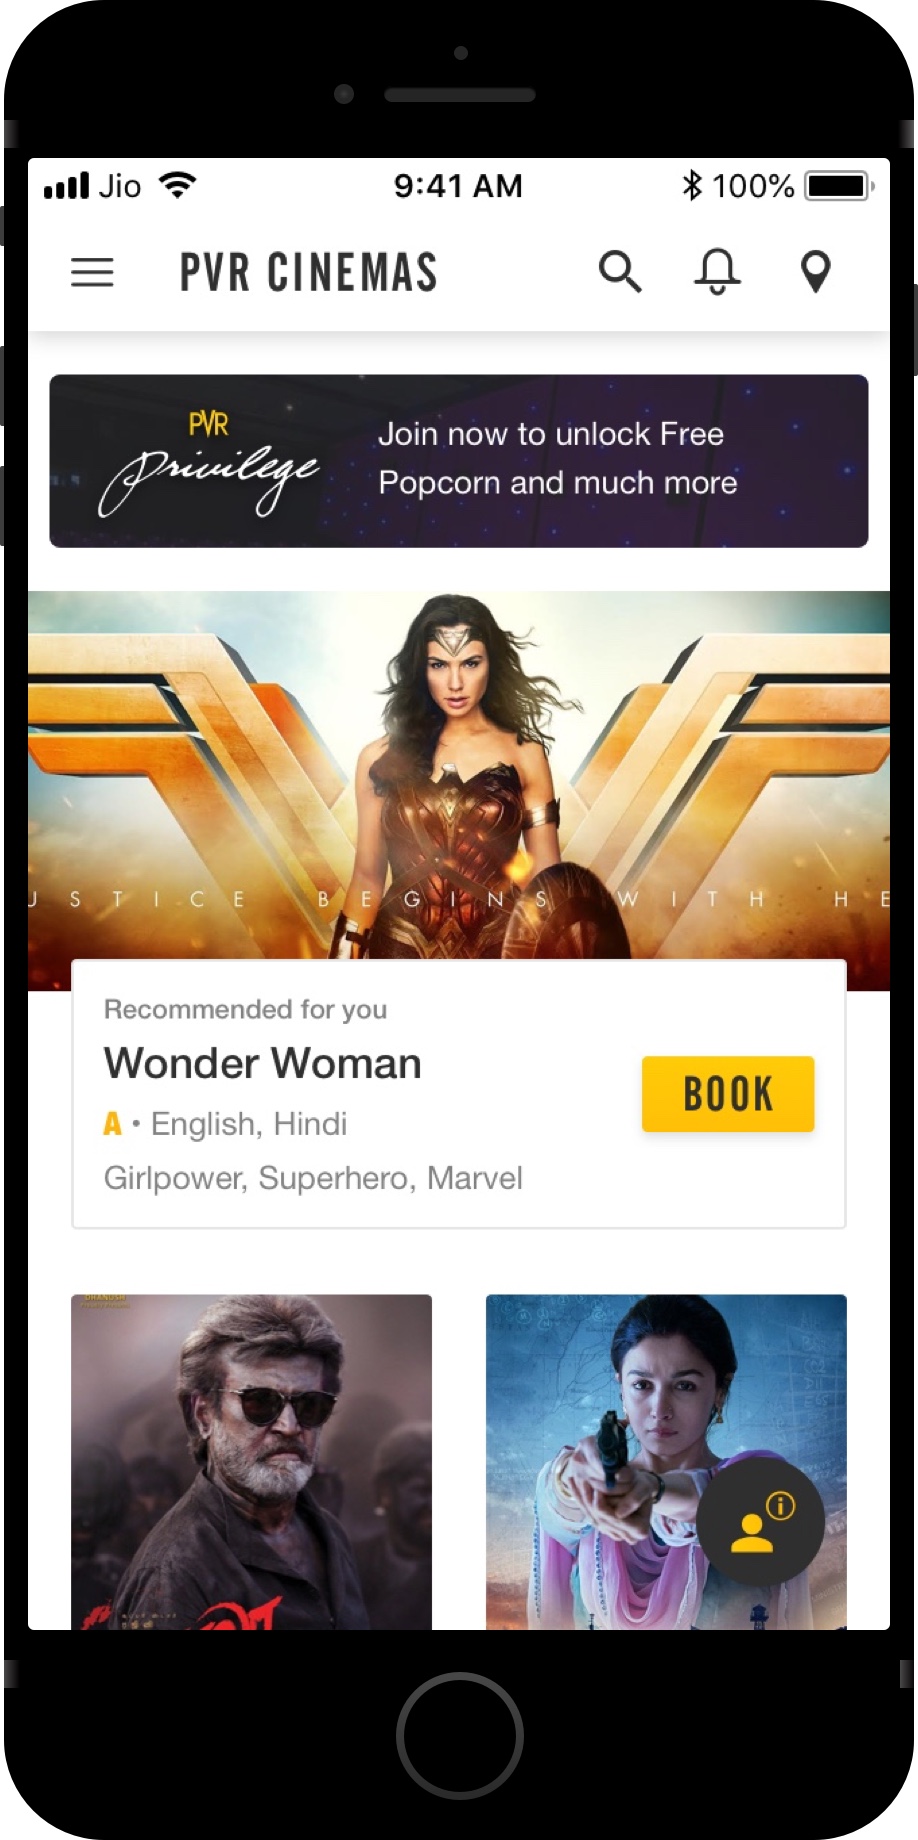 Jio 9:41 AM 100%
PVR CINEMAS
PVR
Privilege
Join now to unlock Free
Popcorn and much more
USTICE BEGINS WITH HE
Recommended for you
Wonder Woman
A • English, Hindi
Girlpower, Superhero, Marvel
BOOK
DHANUSH